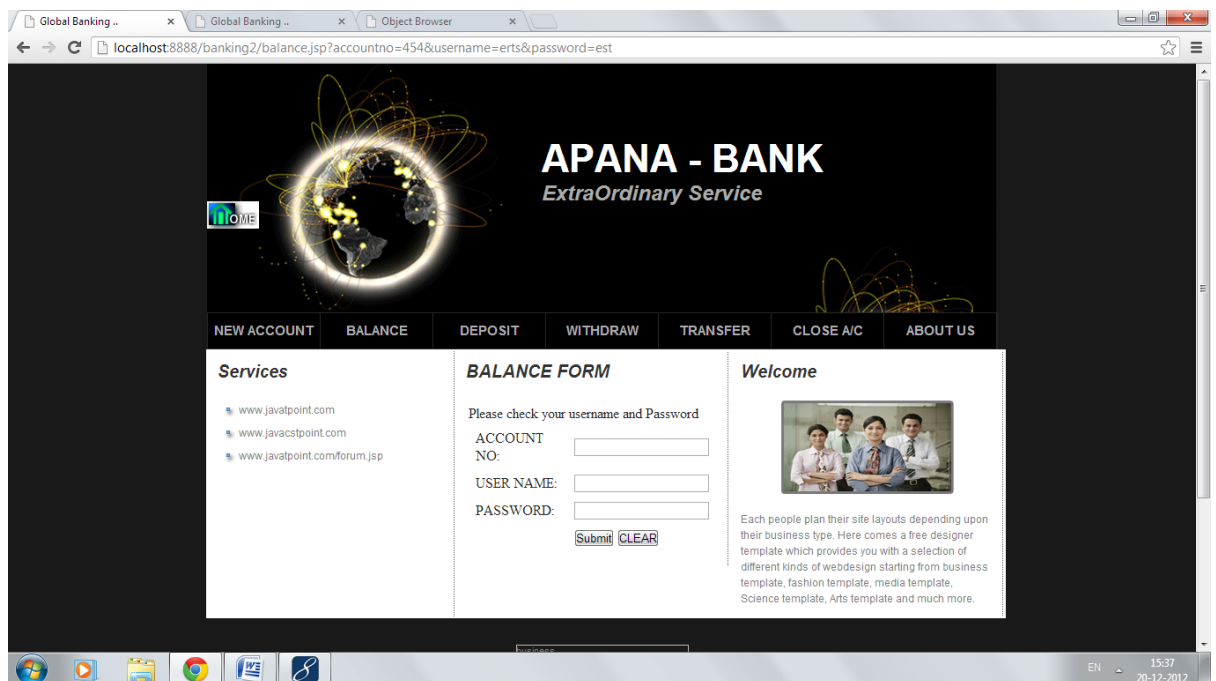 Global Banking ..
Global Banking ..
Object Browser
localhost:8888/banking2/balance.jsp?accountno=454&username=erts&password=est
APANA - BANK
ExtraOrdinary Service
HOME
NEW ACCOUNT BALANCE DEPOSIT WITHDRAW TRANSFER CLOSE A/C ABOUT US
Services
www.javatpoint.com
www.javacstpoint.com
www.javatpoint.com/forum.jsp
BALANCE FORM
Please check your username and Password
ACCOUNT
NO:
USER NAME:
PASSWORD:
Submit CLEAR
Welcome
Each people plan their site layouts depending upon
their business type. Here comes a free designer
template which provides you with a selection of
different kinds of webdesign starting from business
template, fashion template, media template,
Science template, Arts template and much more.
business
EN
15:37
20-12-2012